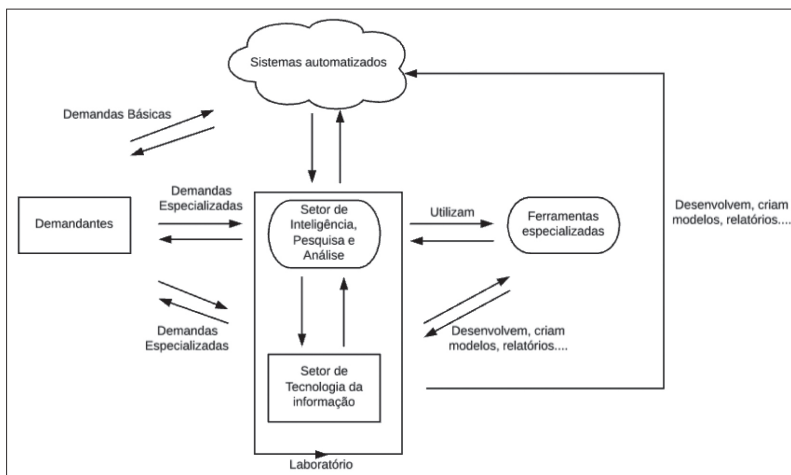 Sistemas automatizados
Demandas Básicas
Demandas
Especializadas
Demandantes
Setor de
Inteligência,
Pesquisa e
Análise
Utilizam
Ferramentas
especializadas
Desenvolvem, criam
modelos, relatórios....
Demandas
Especializadas
Desenvolvem, criam
modelos, relatórios....
Setor de
Tecnologia da
informação
Laboratório